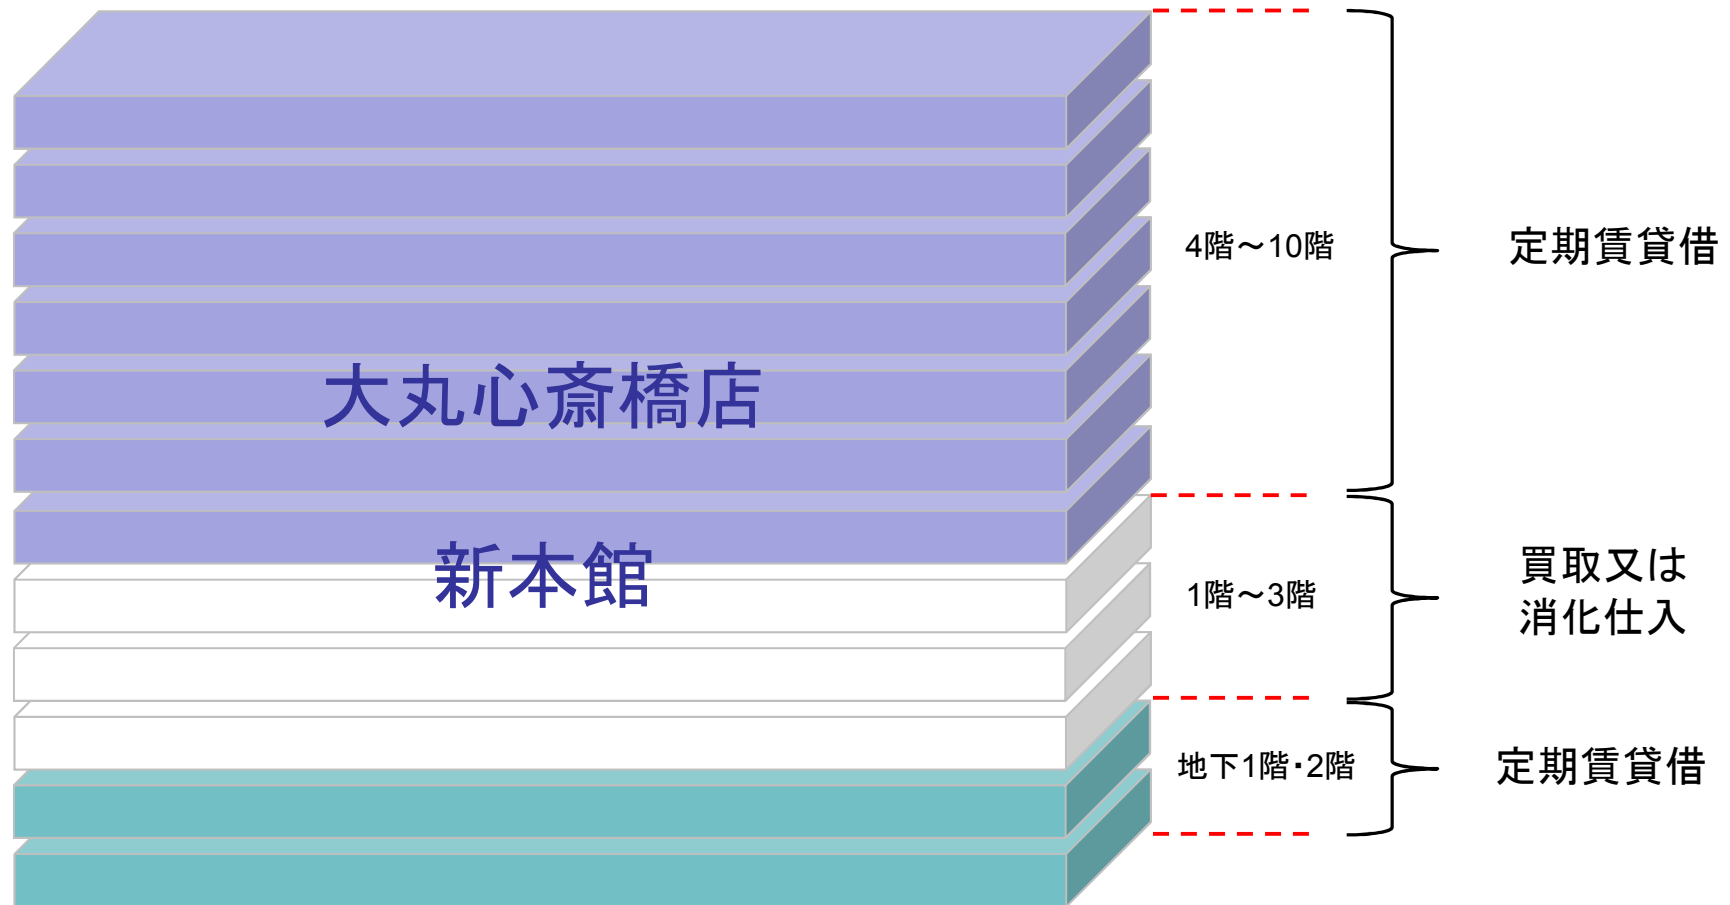 4階～10階
定期賃貸借
大丸心斎橋店
新本館
1階～3階
買取又は
消化仕入
地下1階・2階
定期賃貸借